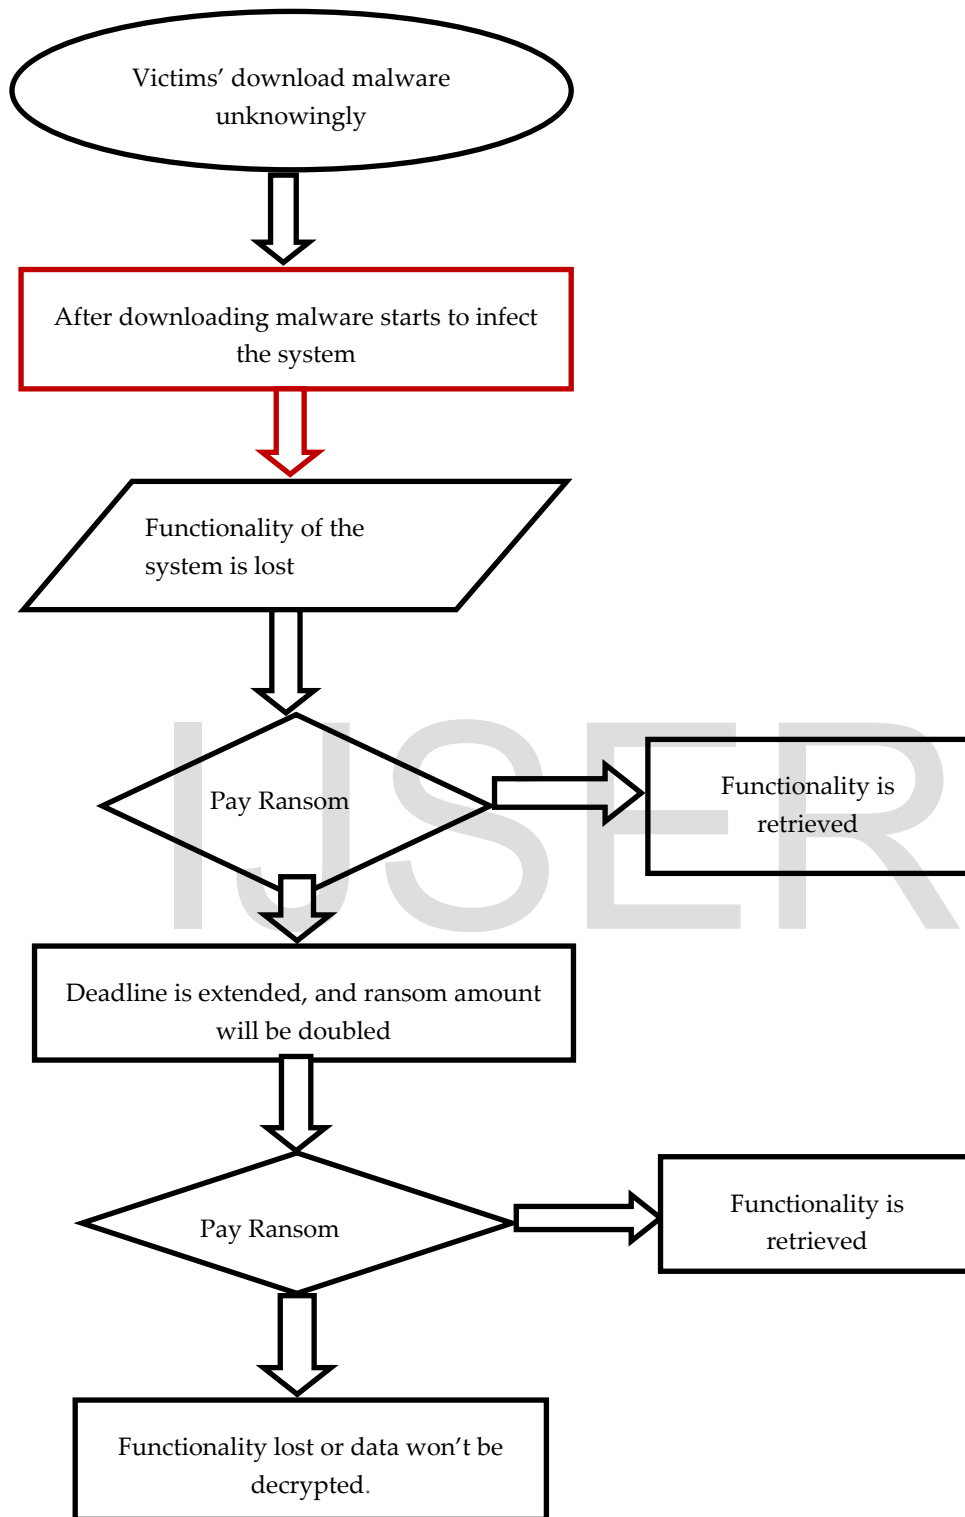 Victims’ download malware
unknowingly
After downloading malware starts to infect
the system
Functionality of the
system is lost
Pay Ransom
Functionality is
retrieved
IJSER
Deadline is extended, and ransom amount
will be doubled
Pay Ransom
Functionality is
retrieved
Functionality lost or data won’t be
decrypted.